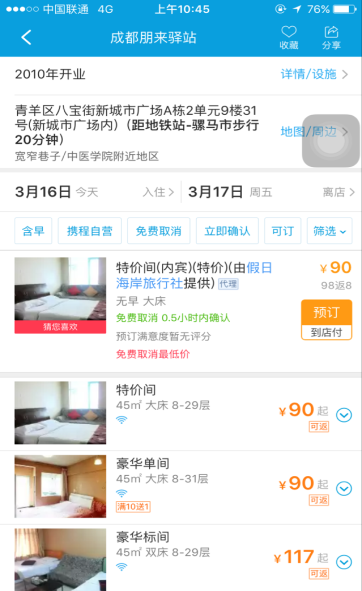 中国联通 4G 上午10:45 76%
成都朋来驿站 收藏 分享
2010年开业 详情/设施
青羊区八宝街新城市广场A栋2单元9楼31
号(新城市广场内)（距地铁站-骡马市步行
20分钟） 地图/周边
宽窄巷子/中医学院附近地区
3月16日 今天 入住 3月17日 周五 离店
含早 携程自营 免费取消 立即确认 可订 筛选
特价间(内宾)(特价)(由假日 ¥90
海岸旅行社提供) 代理 98返8
无早 大床
免费取消 0.5小时内确认 预订
预订满意度暂无评分 到店付
猜您喜欢
免费取消最低价
特价间
45㎡ 大床 8-29层 ¥90起
可返
豪华单间
45㎡ 大床 8-31层 ¥90起
满10送1 可返
豪华标间
45㎡ 双床 8-29层 ¥117起
可返